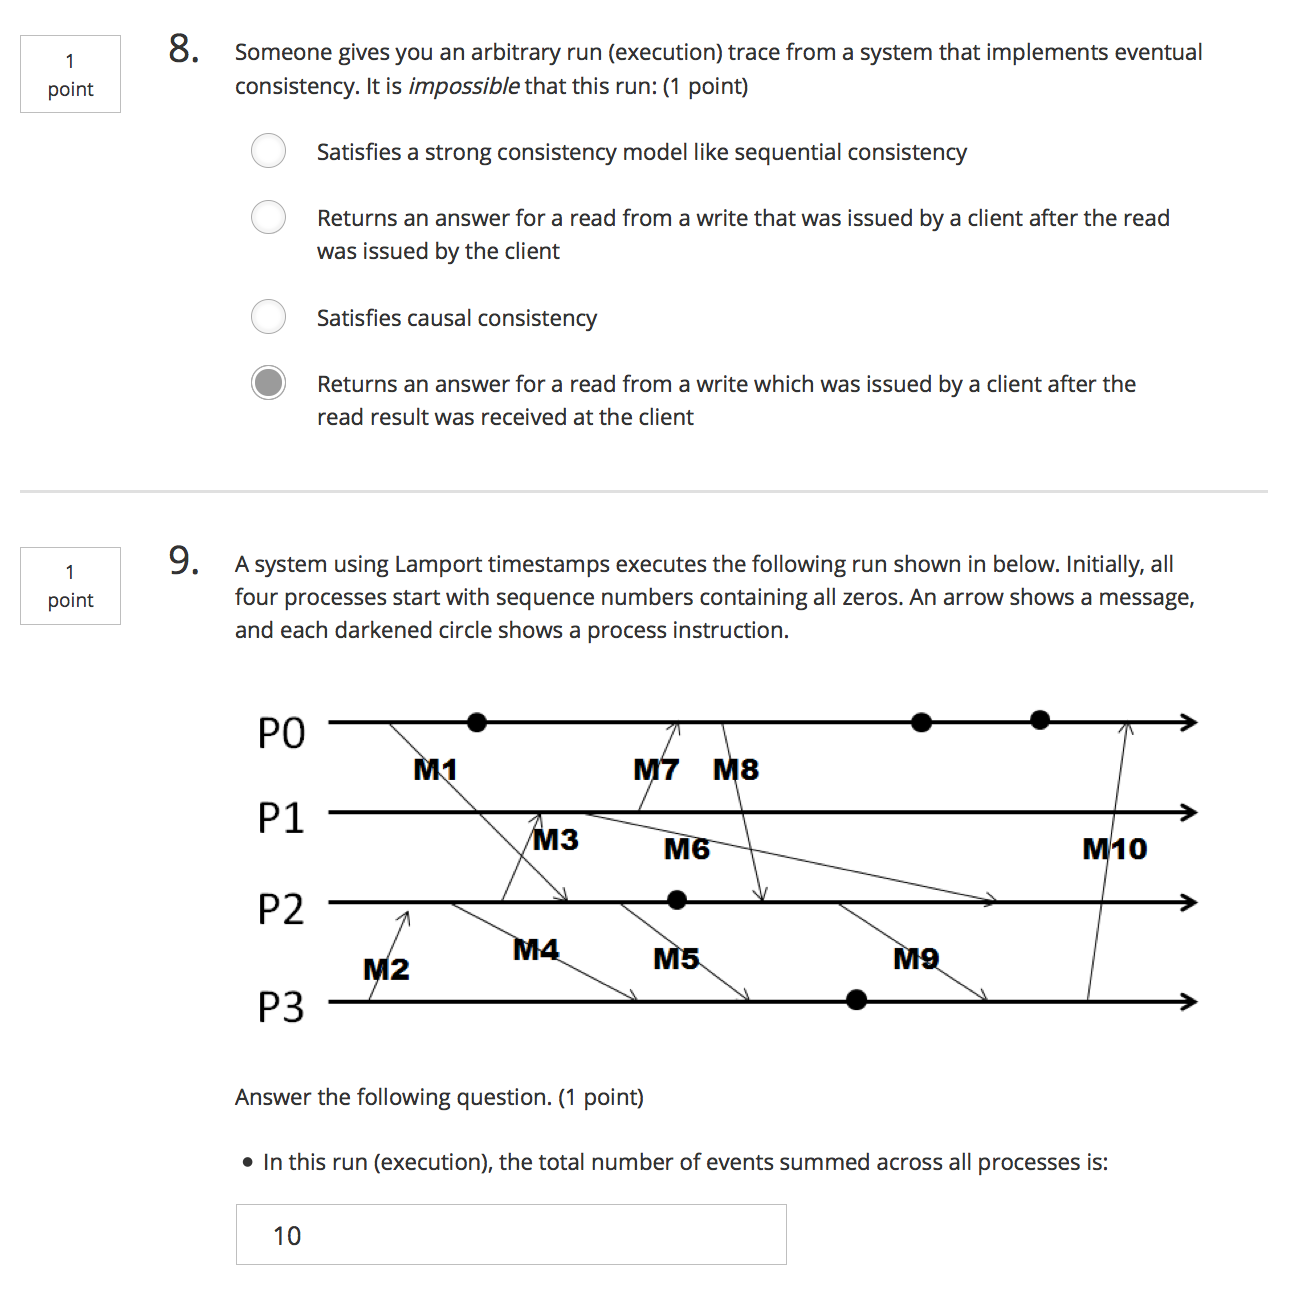 1
point
8.
Someone gives you an arbitrary run (execution) trace from a system that implements eventual
consistency. It is impossible that this run: (1 point)
Satisfies a strong consistency model like sequential consistency
Returns an answer for a read from a write that was issued by a client after the read
was issued by the client
Satisfies causal consistency
Returns an answer for a read from a write which was issued by a client after the
read result was received at the client
1
point
9.
A system using Lamport timestamps executes the following run shown in below. Initially, all
four processes start with sequence numbers containing all zeros. An arrow shows a message,
and each darkened circle shows a process instruction.
P0
M1 M7 M8
P1
M3 M6 M10
P2
M2 M4 M5 M9
P3
Answer the following question. (1 point)
• In this run (execution), the total number of events summed across all processes is:
10